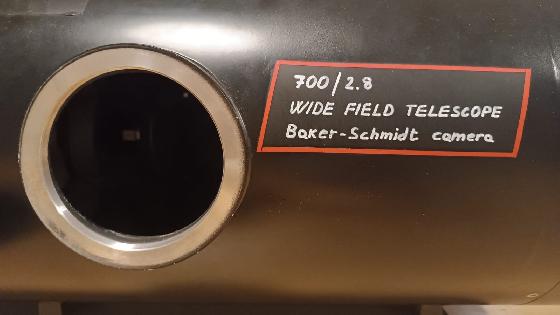 700/2.8
WIDE FIELD TELESCOPE
Baker-Schmidt camera